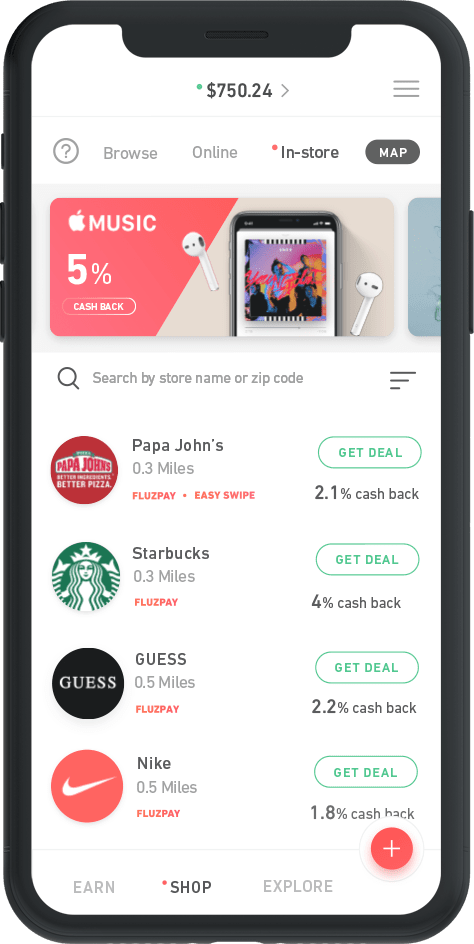 $750.24
?
Browse
Online
In-store
MAP
MUSIC
5%
CASH BACK
Search by store name or zip code
PAPA JOHN'S
BETTER INGREDIENTS.
BETTER PIZZA.
Papa John's
0.3 Miles
FLUZPAY • EASY SWIPE
GET DEAL
2.1% cash back
Starbucks
0.3 Miles
FLUZPAY
GET DEAL
4% cash back
GUESS
GUESS
0.5 Miles
FLUZPAY
GET DEAL
2.2% cash back
Nike
0.5 Miles
FLUZPAY
GET DEAL
1.8% cash back
EARN
SHOP
EXPLORE